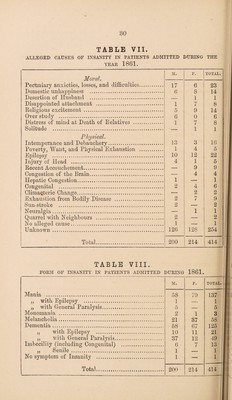 80
TABLE VII.
ALLEGED CAUSES OF INSANITY IN PATIENTS ADMITTED DURING THE
YEAR 1861.
M. F. TOTAL.
Moral.
Pecuniary anxieties, losses, and difficulties 17 6 23
Domestic unhappiness 6 8 14
Desertion of Husband — 1 1
Disappointed attachment 1 7 8
Religious excitement 5 9 14
Over study 6 0 6
Distress of mind at Death of Relatives 1 7 8
Solitude — 1 1
Physical.
Intemperance and Debauchery 13 3 16
Poverty, Want, and Physical Exhaustion 1 4 5
Epilepsy 10 12 22
Injury of Head 4 1 5
Recent Accouchement — 9 9
Congestion of the Brain — 4 4
Hepatic Congestion 1 — 1
Congenital 2 4 6
Climacteric Change — 2 2
Exhaustion from Bodily Disease 2 7 9
Sun-stroke 2 — 2
Neuralgia — 1 1
Quarrel with Neighbours 2 — 2
No alleged cause 1 — 1
Unknown 126 128 254
Total 200 214 414
TABLE VIII.
FORM OF INSANITY IN PATIENTS ADMITTED DURING 1861.
M. F. TOTAL.
Mania 58 79 137
„ with Epilepsy 1 — 1
„ with General Paralysis 5 — 5
Monomania 2 1 3
Melancholia 21 37 58
Dementia 58 67 125
„ with Epilepsy 10 11 21
„ with General Paralysis 37 12 49
Imbecility (including Congenital) 6 7 13
„ Senile 1 — 1
No symptom of Insanity 1 — 1
Total 200 214 414